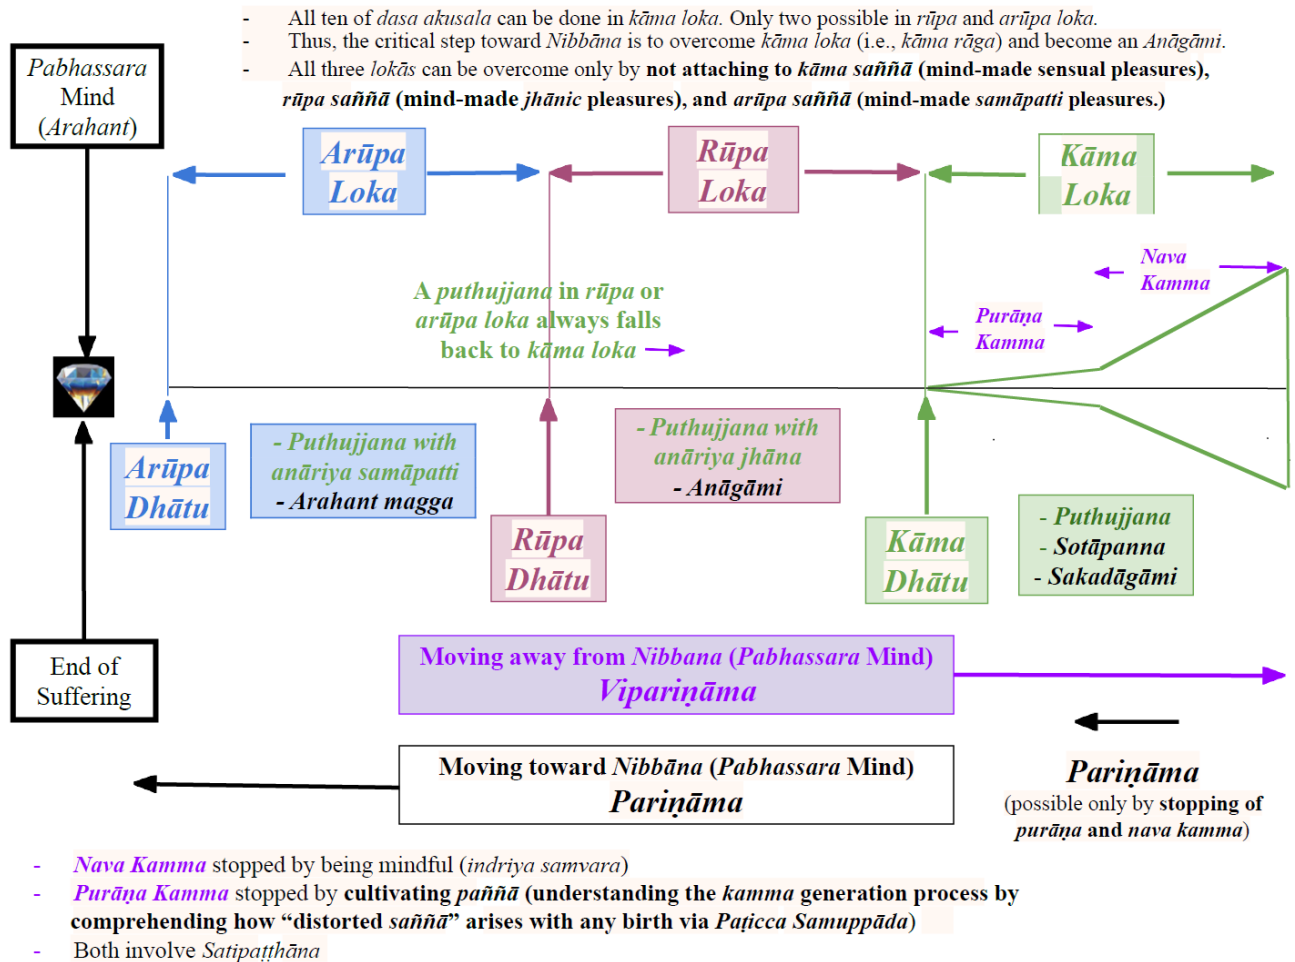 - All ten of dasa akusala can be done in kāma loka. Only two possible in rūpa and arūpa loka.
- Thus, the critical step toward Nibbāna is to overcome kāma loka (i.e., kāma rāga) and become an Anāgāmi.
- All three lokās can be overcome only by not attaching to kāma saññā (mind-made sensual pleasures),
rūpa saññā (mind-made jhānic pleasures), and arūpa saññā (mind-made samāpatti pleasures.)
Pabhassara
Mind
(Arahant)
Arūpa
Loka
Rūpa
Loka
Kāma
Loka
Nava
Kamma
Purāṇa
Kamma
A puthujjana in rūpa or
arūpa loka always falls
back to kāma loka
Arūpa
Dhātu
- Puthujjana with
anāriya samāpatti
- Arahant magga
Rūpa
Dhātu
- Puthujjana with
anāriya jhāna
- Anāgāmi
Kāma
Dhātu
- Puthujjana
- Sotāpanna
- Sakadāgāmi
End of
Suffering
Moving away from Nibbana (Pabhassara Mind)
Vipariṇāma
Moving toward Nibbāna (Pabhassara Mind)
Pariṇāma
Pariṇāma
(possible only by stopping of
purāṇa and nava kamma)
- Nava Kamma stopped by being mindful (indriya samvara)
- Purāṇa Kamma stopped by cultivating paññā (understanding the kamma generation process by
comprehending how “distorted saññā” arises with any birth via Paṭicca Samuppāda)
- Both involve Satipaṭṭhāna